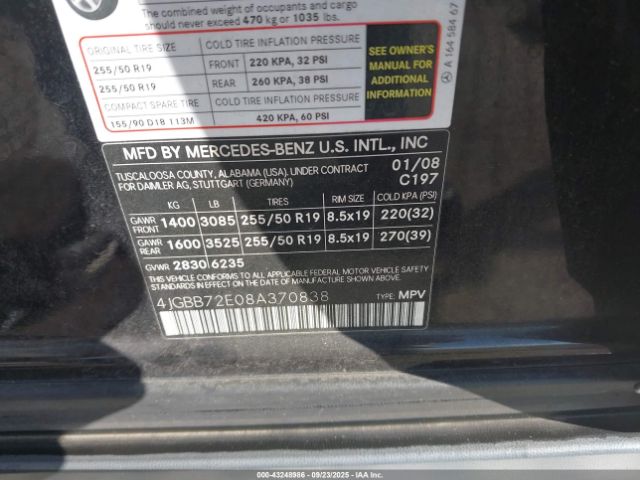 The combined weight of occupants and cargo
should never exceed 470 kg or 1035 lbs.
ORIGINAL TIRE SIZE COLD TIRE INFLATION PRESSURE
255/50 R19 FRONT 220 KPA, 32 PSI
255/50 R19 REAR 260 KPA, 38 PSI
COMPACT SPARE TIRE COLD TIRE INFLATION PRESSURE
155/90 D18 113M 420 KPA, 60 PSI
SEE OWNER'S
MANUAL FOR
ADDITIONAL
INFORMATION
A 164 584 67
MFD BY MERCEDES-BENZ U.S. INTL., INC
TUSCALOOSA COUNTY, ALABAMA (USA), UNDER CONTRACT
FOR DAIMLER AG, STUTTGART (GERMANY)
01/08
C197
KG LB TIRES RIM SIZE COLD KPA (PSI)
GAWR FRONT 1400 3085 255/50 R19 8.5x19 220(32)
GAWR REAR 1600 3525 255/50 R19 8.5x19 270(39)
GVWR 2830 6235
THIS VEHICLE CONFORMS TO ALL APPLICABLE FEDERAL MOTOR VEHICLE SAFETY
STANDARDS IN EFFECT ON THE DATE OF MANUFACTURE SHOWN ABOVE.
4JGBB72E08A370838 TYPE: MPV
000-43248986 - 09/23/2025 - COPYRIGHT IAA, LLC.